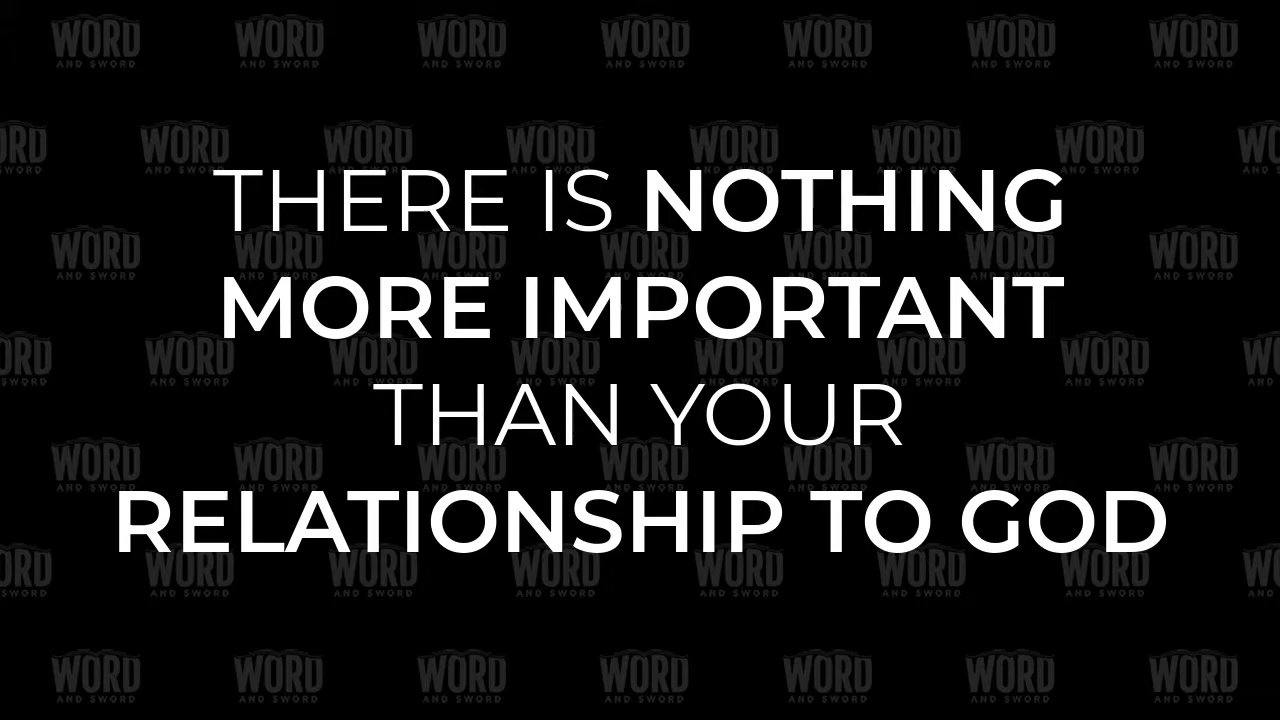 THERE IS NOTHING
MORE IMPORTANT
THAN YOUR
RELATIONSHIP TO GOD
WORD
AND SWORD